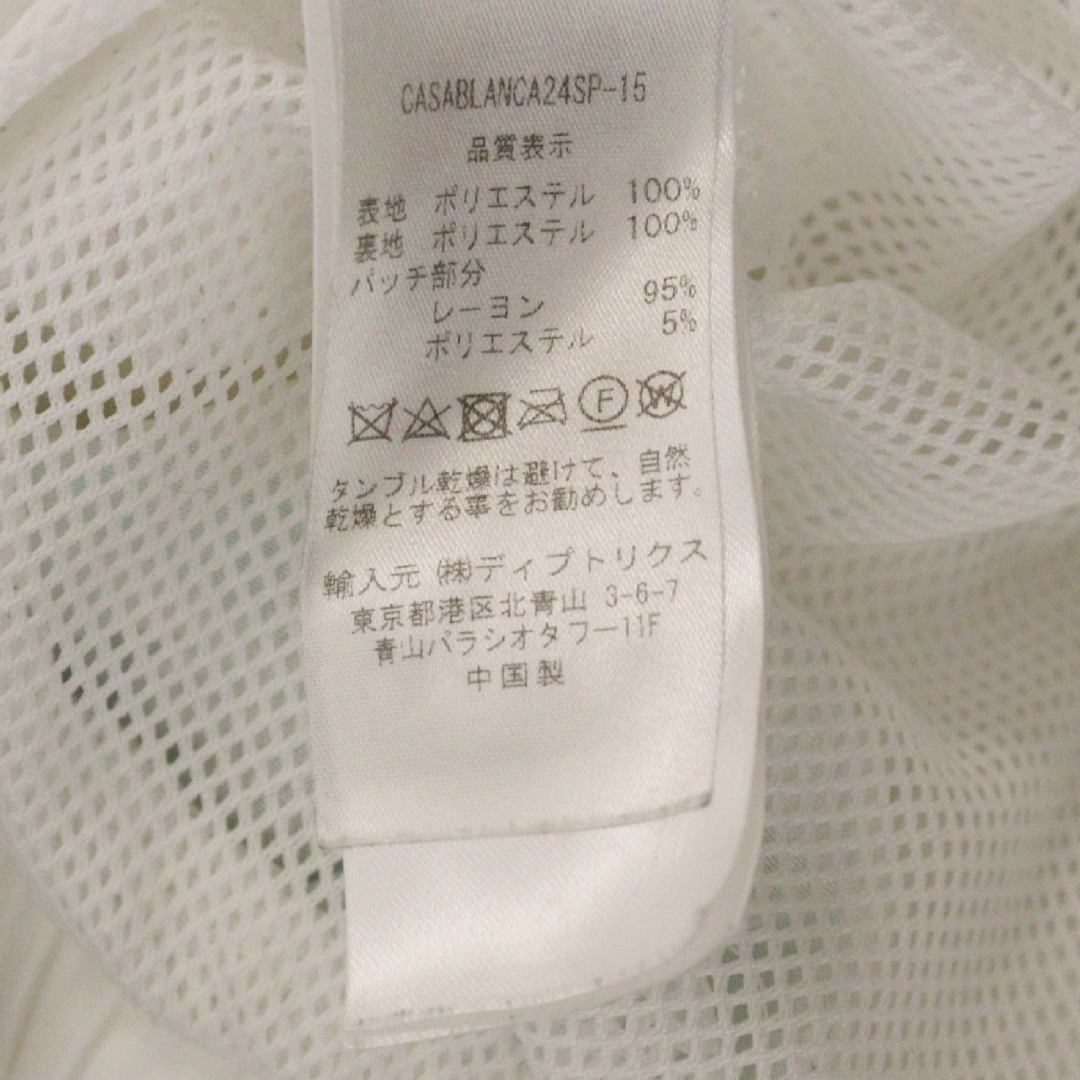 CASABLANCA24SP-15
品質表示
表地 ポリエステル 100%
裏地 ポリエステル 100%
パッチ部分
レーヨン 95%
ポリエステル 5%
F W
タンブル乾燥は避けて、自然
乾燥とする事をお勧めします。
輸入元 ㈱ディプトリクス
東京都港区北青山 3-6-7
青山パラシオタワー11F
中国製